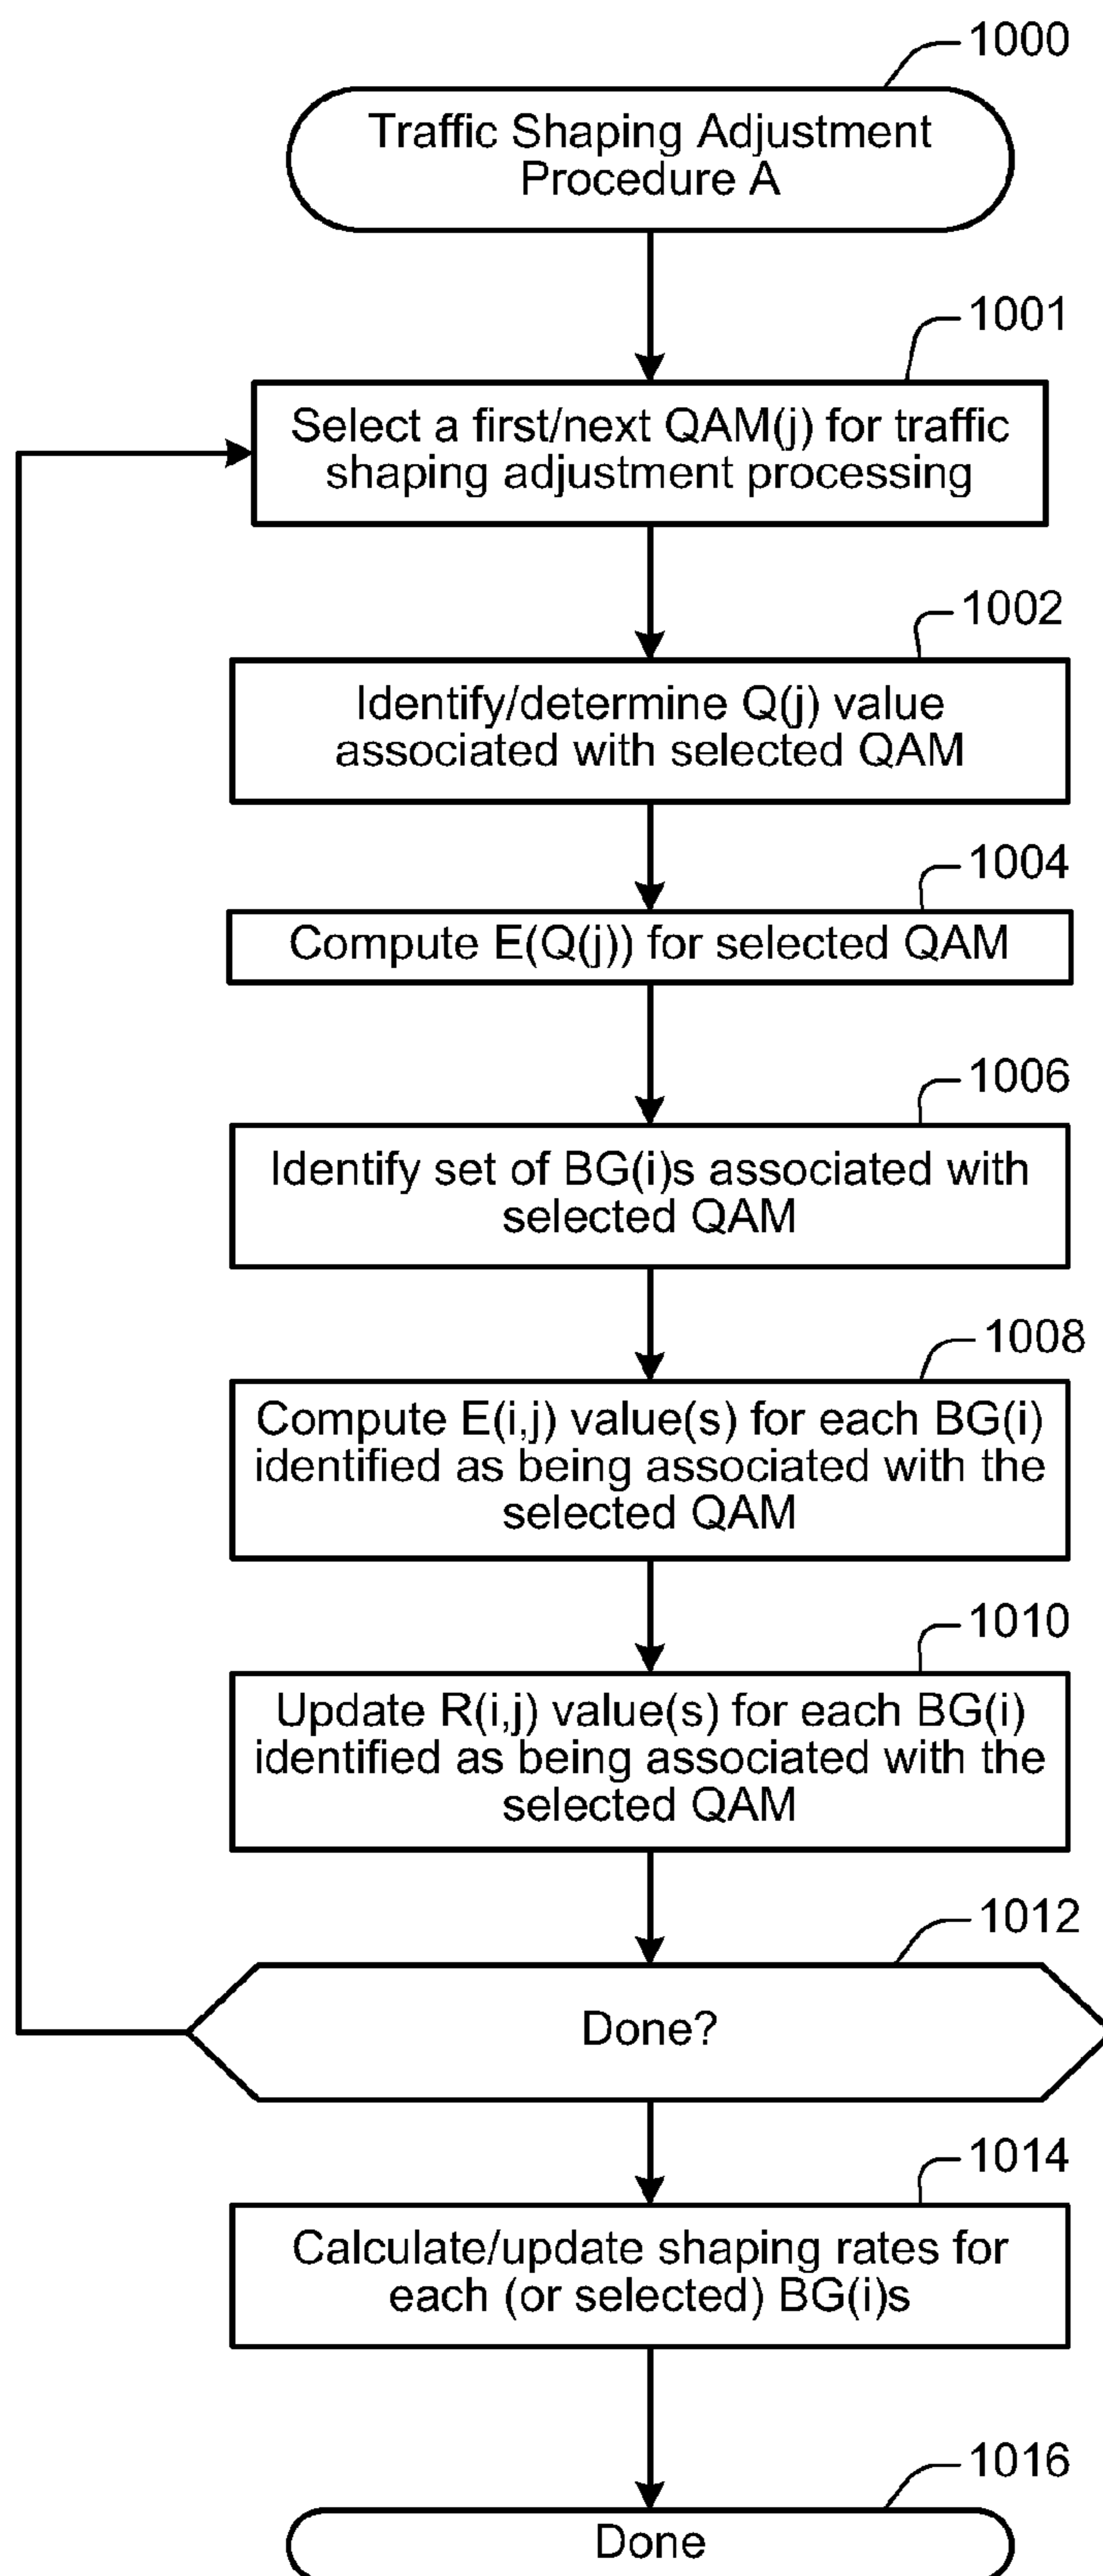 1000
Traffic Shaping Adjustment
Procedure A
1001
Select a first/next QAM(j) for traffic
shaping adjustment processing
1002
Identify/determine Q(j) value
associated with selected QAM
1004
Compute E(Q(j)) for selected QAM
1006
Identify set of BG(i)s associated with
selected QAM
1008
Compute E(i,j) value(s) for each BG(i)
identified as being associated with the
selected QAM
1010
Update R(i,j) value(s) for each BG(i)
identified as being associated with the
selected QAM
1012
Done?
1014
Calculate/update shaping rates for
each (or selected) BG(i)s
1016
Done